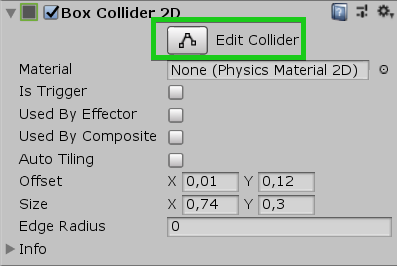 Box Collider 2D
Edit Collider
Material None (Physics Material 2D)
Is Trigger
Used By Effector
Used By Composite
Auto Tiling
Offset X 0,01 Y 0,12
Size X 0,74 Y 0,3
Edge Radius 0
Info